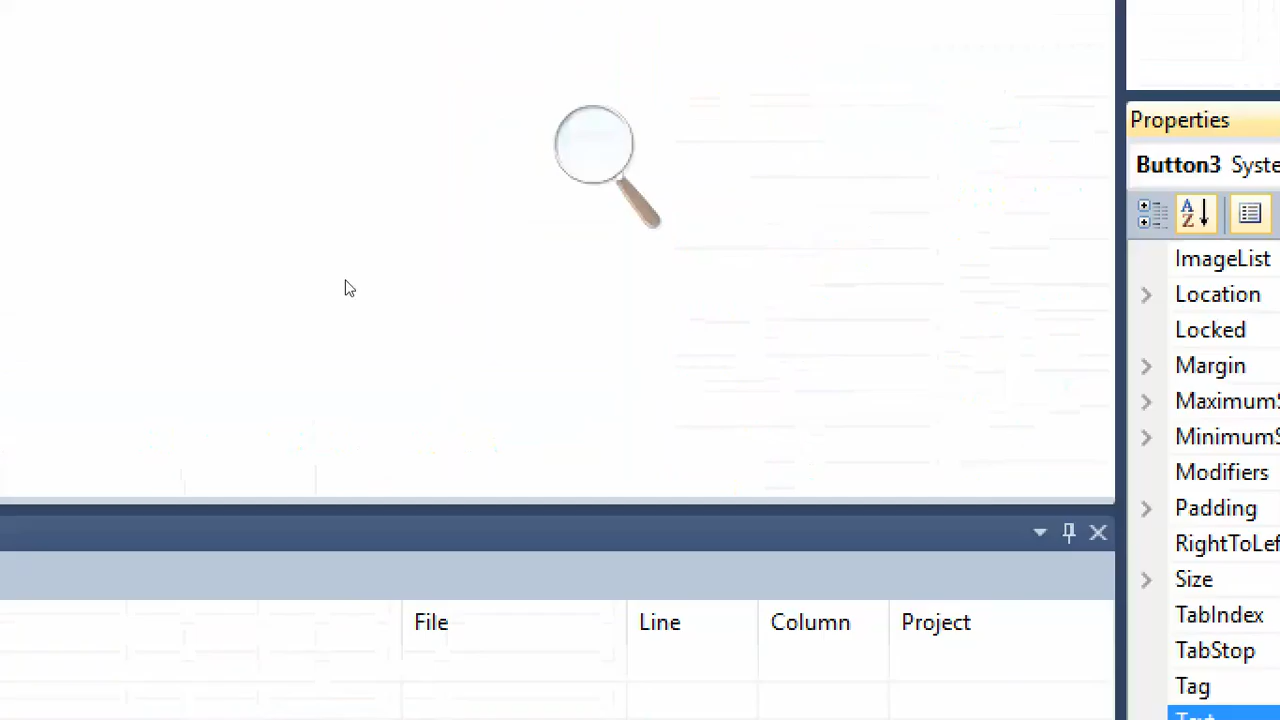 Properties
Button3 Syste
A
Z
ImageList
Location
Locked
Margin
MaximumS
MinimumS
Modifiers
Padding
RightToLef
Size
TabIndex
TabStop
Tag
Text
File Line Column Project